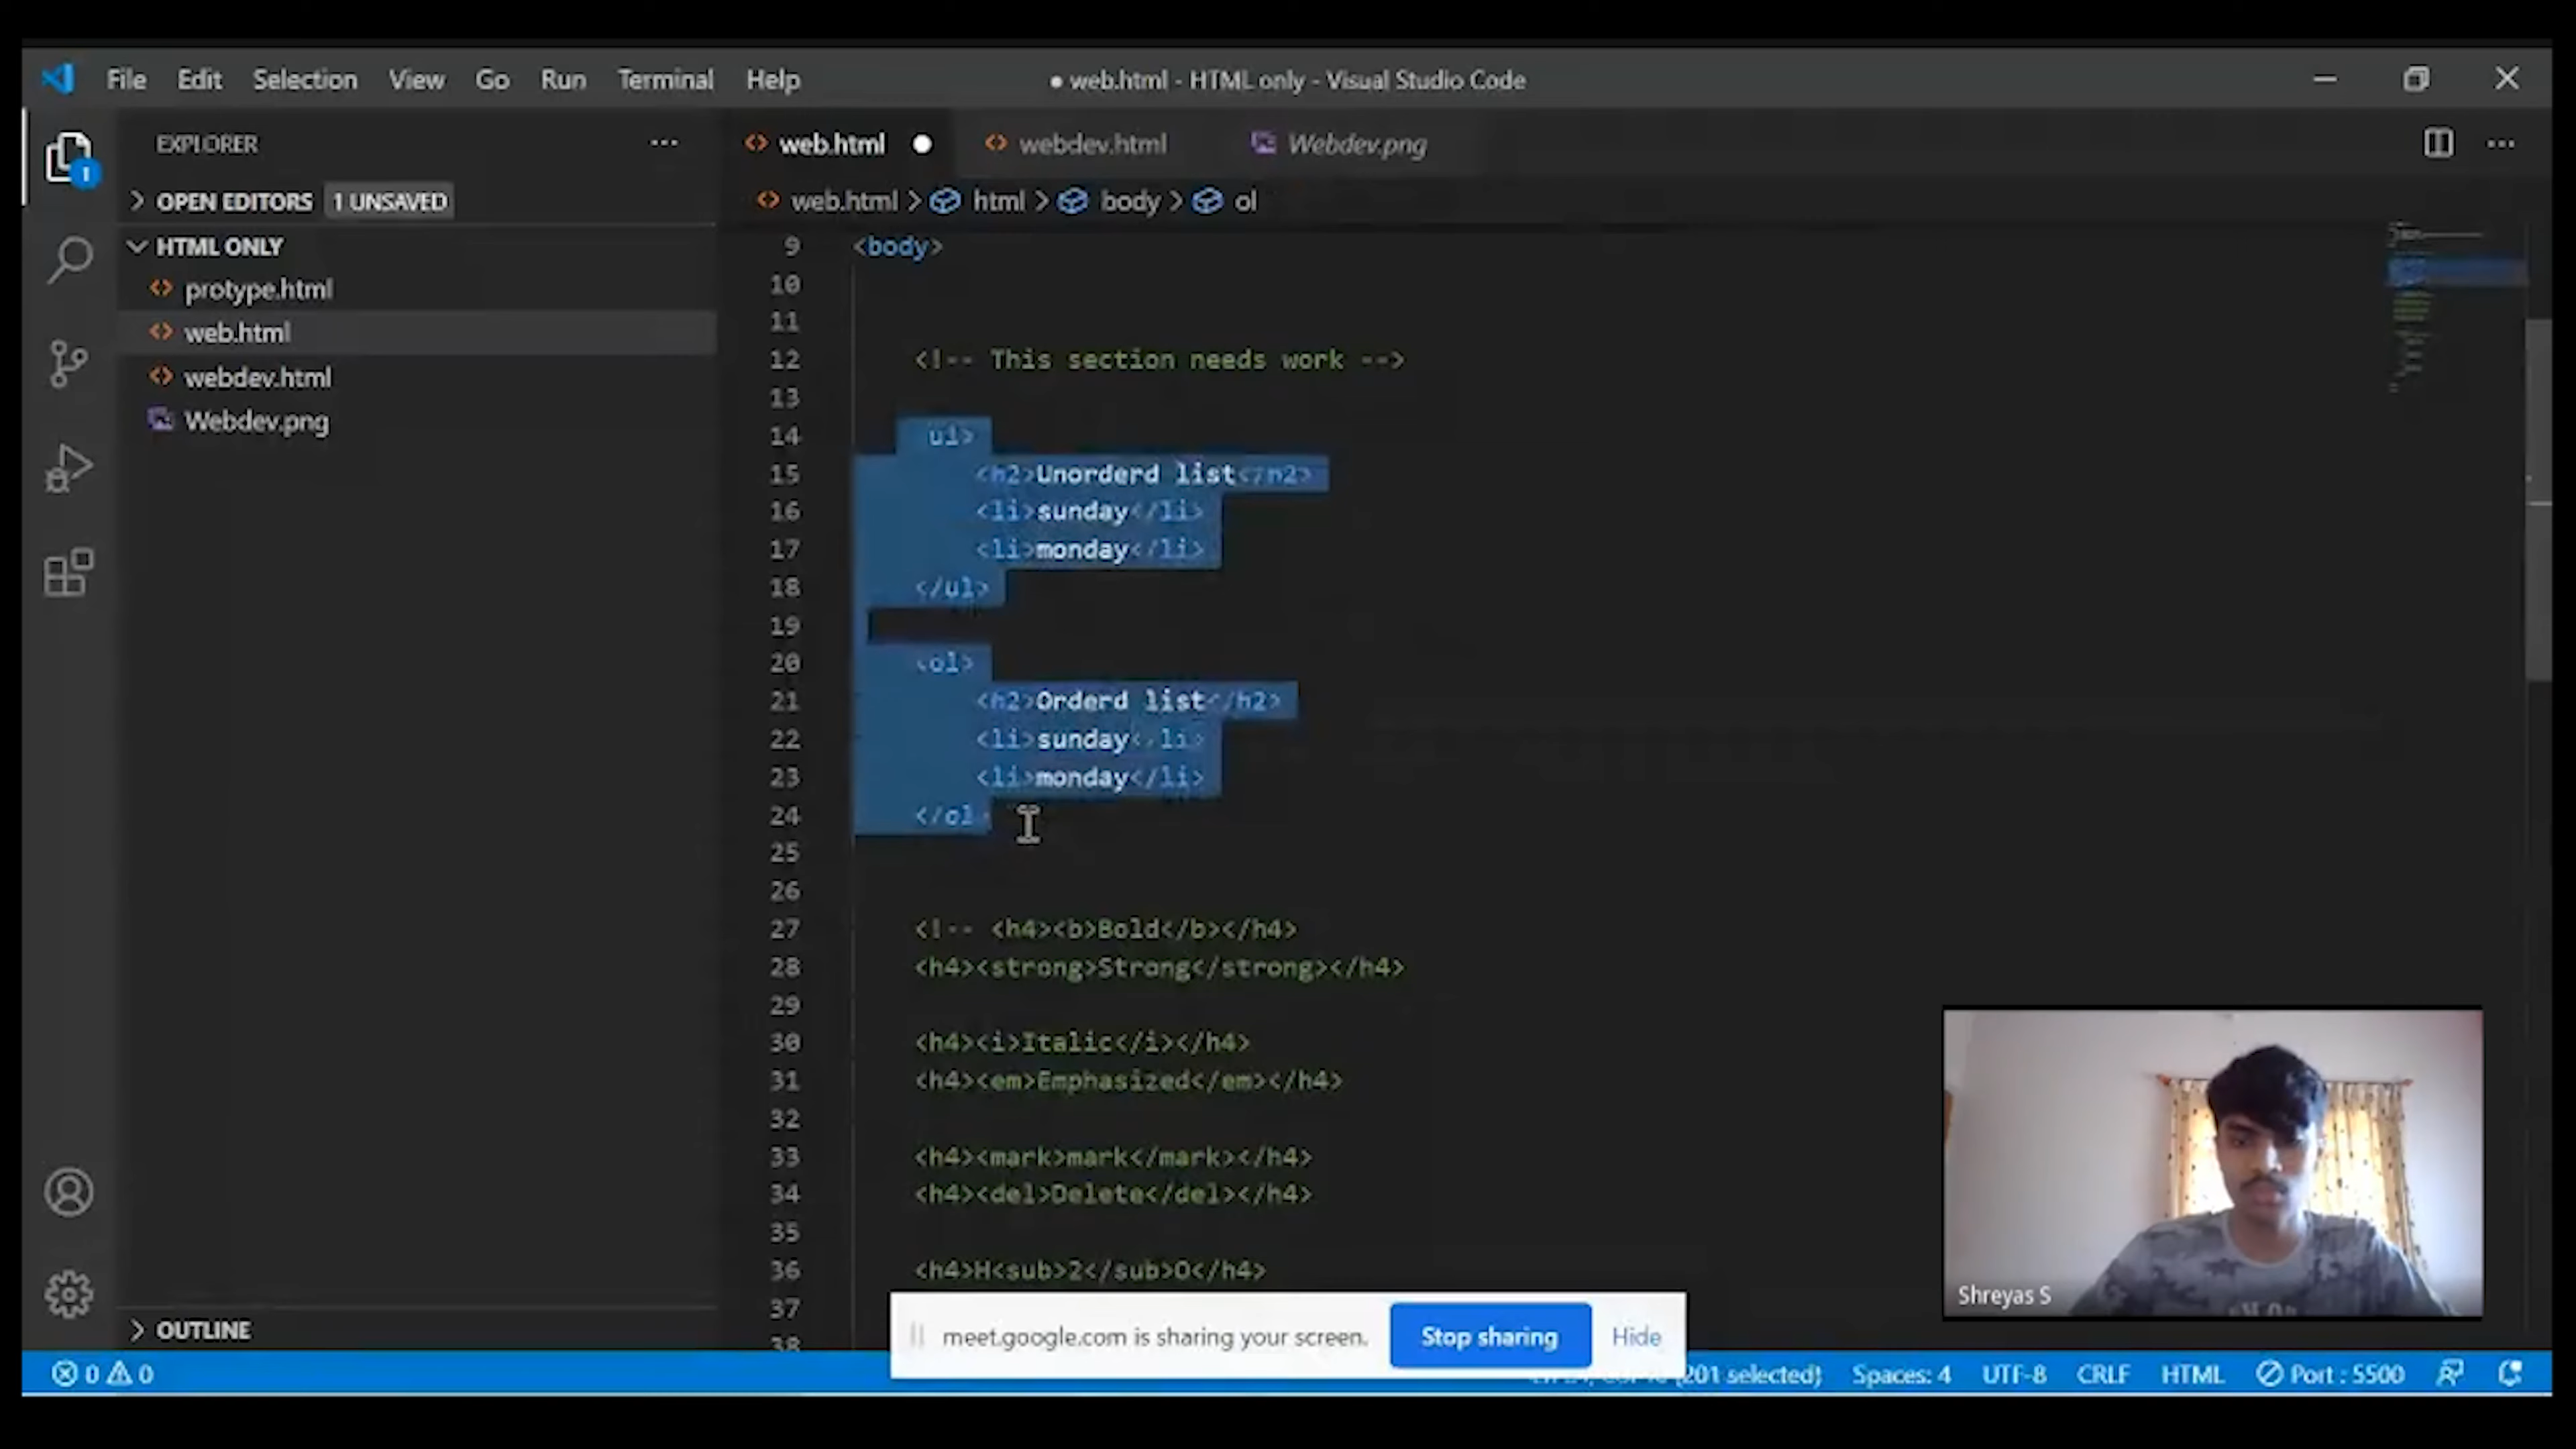 File Edit Selection View Go Run Terminal Help
● web.html - HTML only - Visual Studio Code
EXPLORER
web.html
webdev.html
Webdev.png
OPEN EDITORS 1 UNSAVED
web.html > html > body > ol
HTML ONLY
protype.html
web.html
webdev.html
Webdev.png
OUTLINE
1
9 <body>
10
11
12 <!-- This section needs work -->
13
14 ui>
15 <h2>Unorderd list</h2>
16 <li>sunday</li>
17 <li>monday</li>
18 </ul>
19
20 <ol>
21 <h2>Orderd list</h2>
22 <li>sunday</li>
23 <li>monday</li>
24 </ol
25
26
27 <!-- <h4><b>Bold</b></h4>
28 <h4><strong>Strong</strong></h4>
29
30 <h4><i>Italic</i></h4>
31 <h4><em>Emphasized</em></h4>
32
33 <h4><mark>mark</mark></h4>
34 <h4><del>Delete</del></h4>
35
36 <h4>H<sub>2</sub>O</h4>
37
38
Shreyas S
meet.google.com is sharing your screen. Stop sharing Hide
0 0 (201 selected) Spaces: 4 UTF-8 CRLF HTML Port : 5500